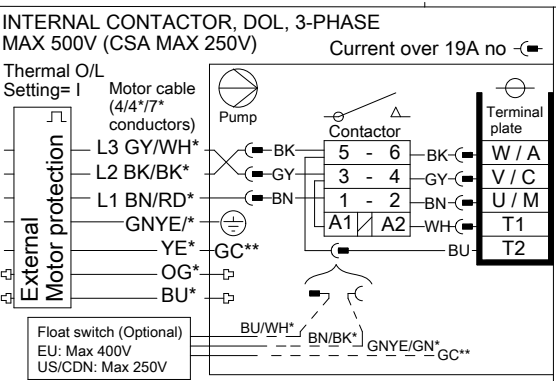 INTERNAL CONTACTOR, DOL, 3-PHASE
MAX 500V (CSA MAX 250V)
Current over 19A no
Thermal O/L
Setting= I
Motor cable
(4/4*/7*
conductors)
Pump
Contactor
Terminal
plate
External
Motor protection
L3 GY/WH*
BK
5 - 6
BK
W / A
L2 BK/BK*
GY
3 - 4
GY
V / C
L1 BN/RD*
BN
1 - 2
BN
U / M
GNYE/*
A1
A2
WH
T1
YE*
GC**
BU
T2
OG*
BU*
Float switch (Optional)
EU: Max 400V
US/CDN: Max 250V
BU/WH*
BN/BK*
GNYE/GN*
GC**